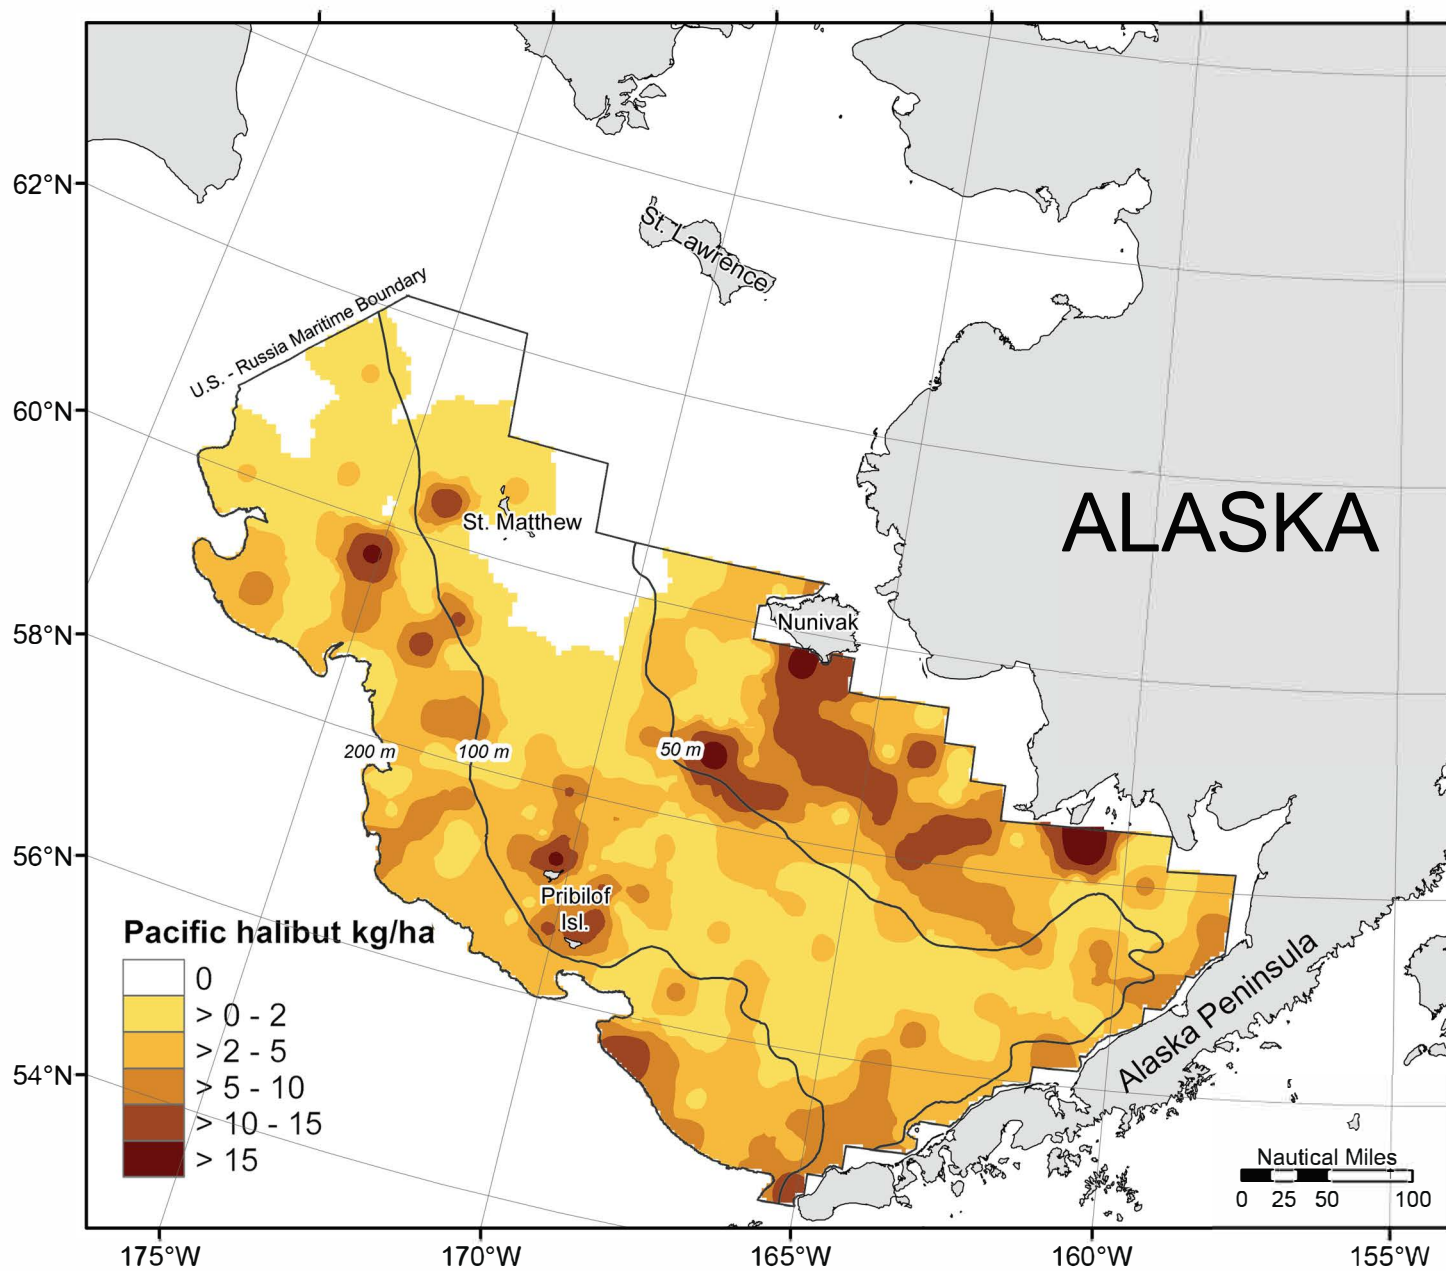 62°N
60°N
58°N
56°N
54°N
St. Lawrence
U.S. - Russia Maritime Boundary
ALASKA
St. Matthew
Nunivak
200 m
100 m
50 m
Pribilof
Isl.
Alaska Peninsula
Pacific halibut kg/ha
0
> 0 - 2
> 2 - 5
> 5 - 10
> 10 - 15
> 15
Nautical Miles
0 25 50 100
175°W
170°W
165°W
160°W
155°W